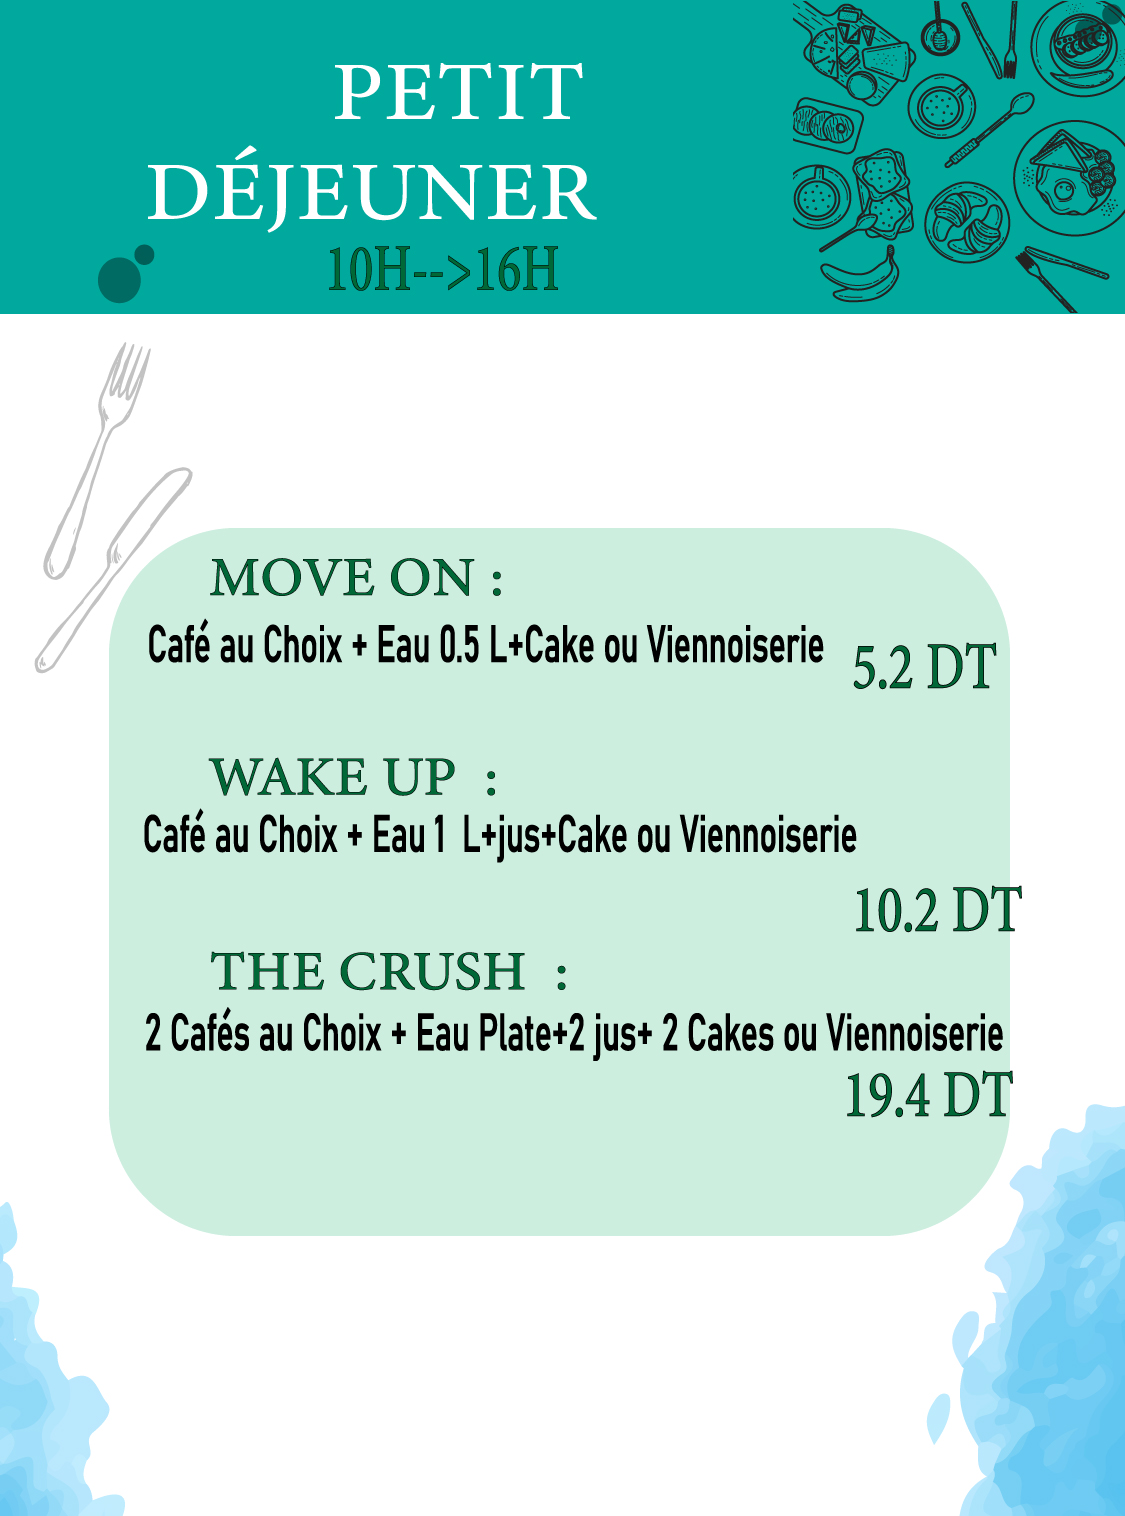 PETIT
DÉJEUNER
10H-->16H
MOVE ON :
Café au Choix + Eau 0.5 L+Cake ou Viennoiserie
5.2 DT
WAKE UP :
Café au Choix + Eau 1 L+jus+Cake ou Viennoiserie
10.2 DT
THE CRUSH :
2 Cafés au Choix + Eau Plate+2 jus+ 2 Cakes ou Viennoiserie
19.4 DT